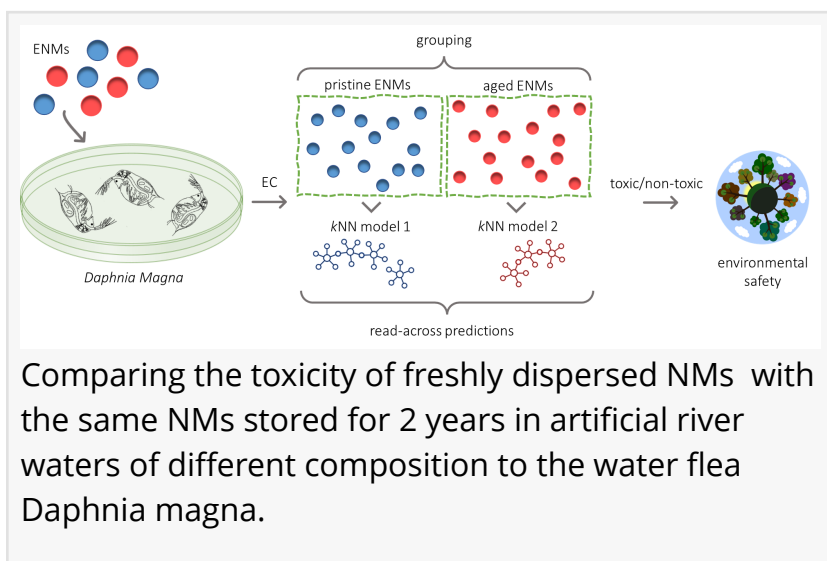 grouping
ENMs
pristine ENMs
aged ENMs
EC
toxic/non-toxic
kNN model 1
kNN model 2
Daphnia Magna
environmental
safety
read-across predictions
Comparing the toxicity of freshly dispersed NMs with
the same NMs stored for 2 years in artificial river
waters of different composition to the water flea
Daphnia magna.